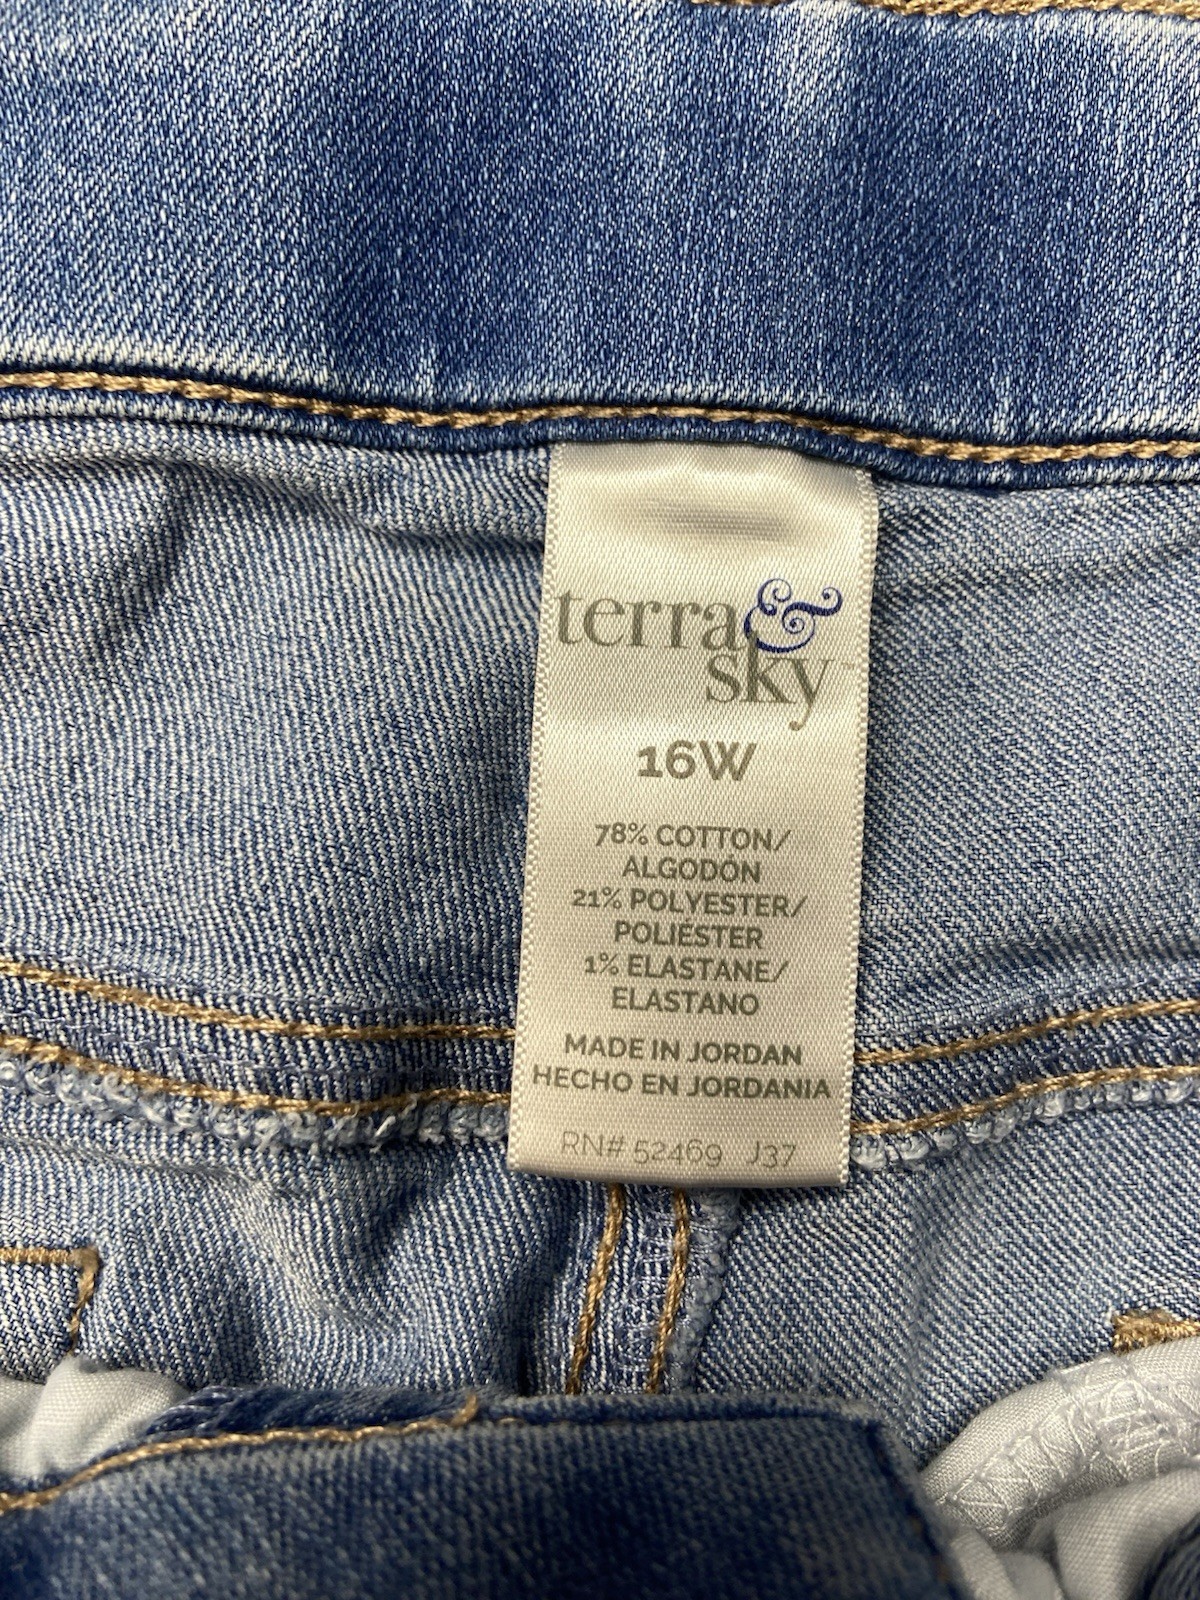 terra &
sky™
16W
78% COTTON/
ALGODÓN
21% POLYESTER/
POLIÉSTER
1% ELASTANE/
ELASTANO
MADE IN JORDAN
HECHO EN JORDANIA
RN# 52469 J37